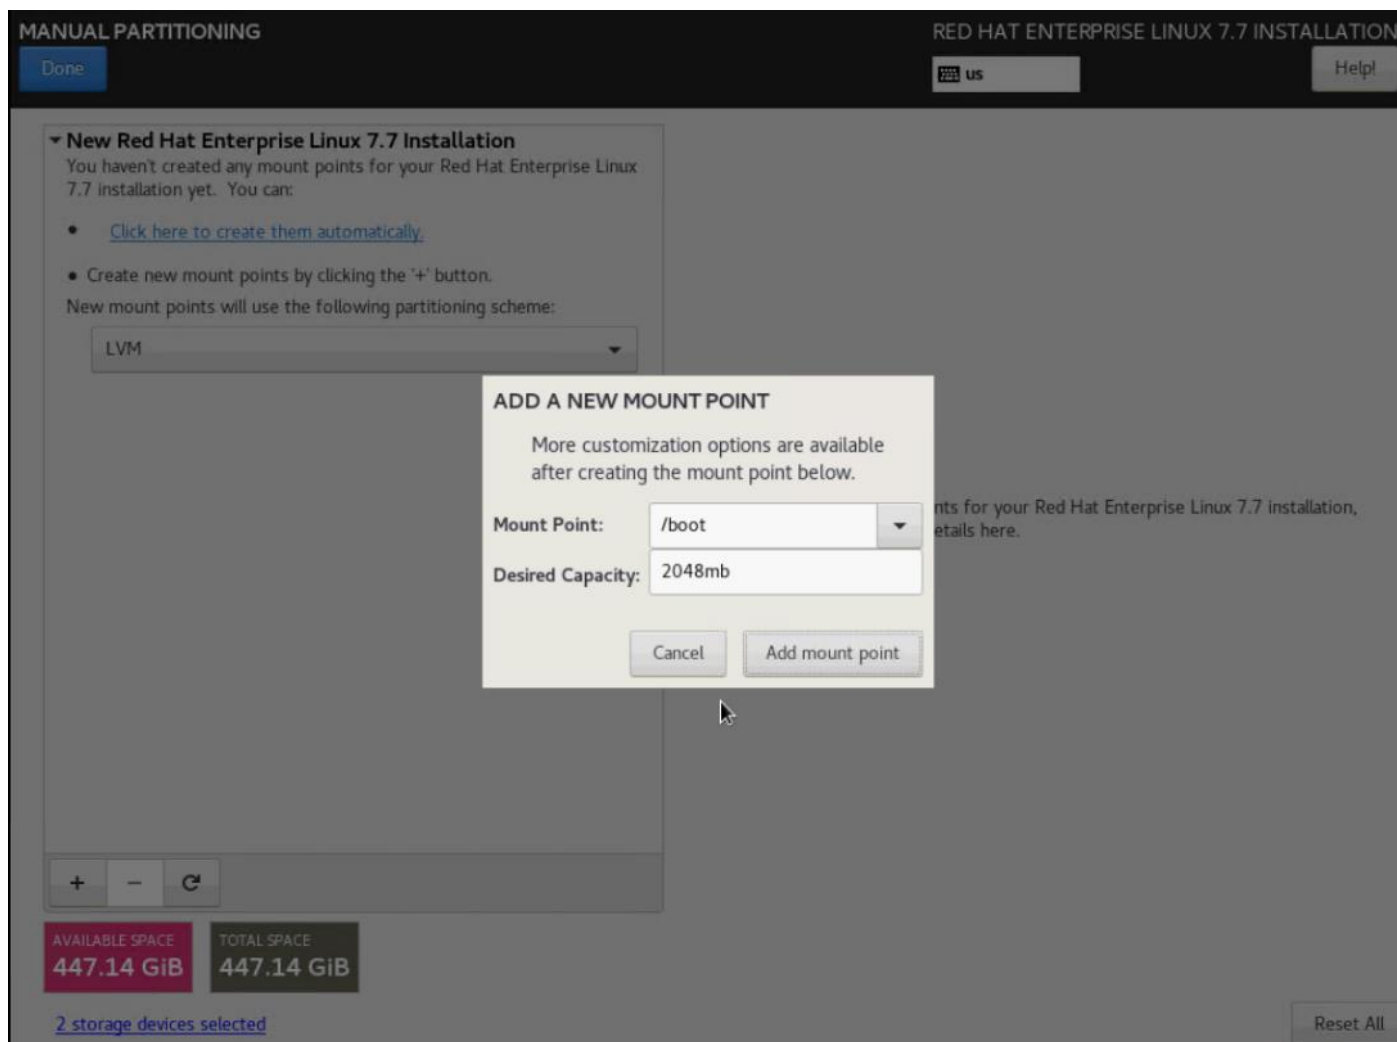 MANUAL PARTITIONING
RED HAT ENTERPRISE LINUX 7.7 INSTALLATION
Done
us
Help!
New Red Hat Enterprise Linux 7.7 Installation
You haven't created any mount points for your Red Hat Enterprise Linux
7.7 installation yet. You can:
• Click here to create them automatically.
• Create new mount points by clicking the '+' button.
New mount points will use the following partitioning scheme:
LVM
ADD A NEW MOUNT POINT
More customization options are available
after creating the mount point below.
Mount Point: /boot
Desired Capacity: 2048mb
Cancel
Add mount point
nts for your Red Hat Enterprise Linux 7.7 installation,
etails here.
+ −
AVAILABLE SPACE
447.14 GiB
TOTAL SPACE
447.14 GiB
2 storage devices selected
Reset All